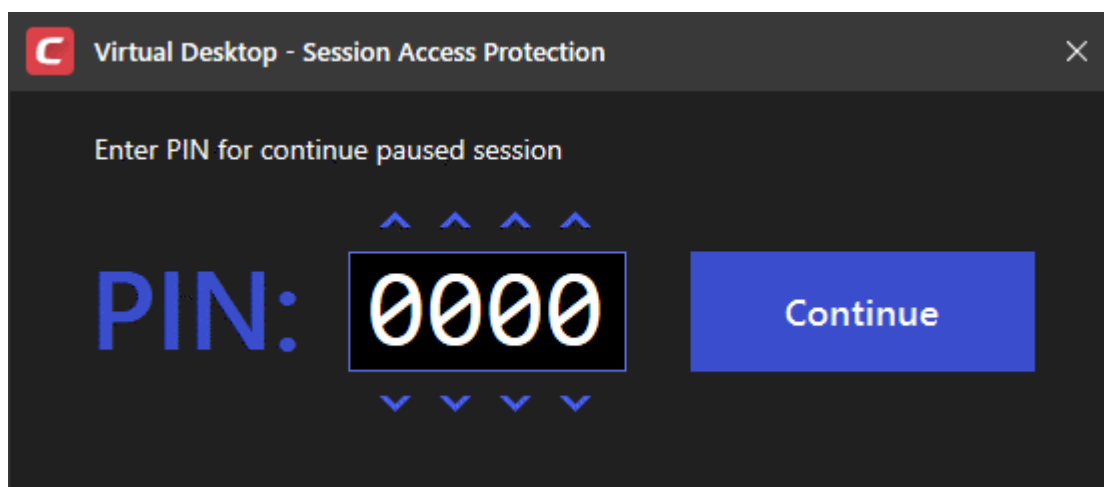 C Virtual Desktop - Session Access Protection
Enter PIN for continue paused session
PIN: 0000 Continue